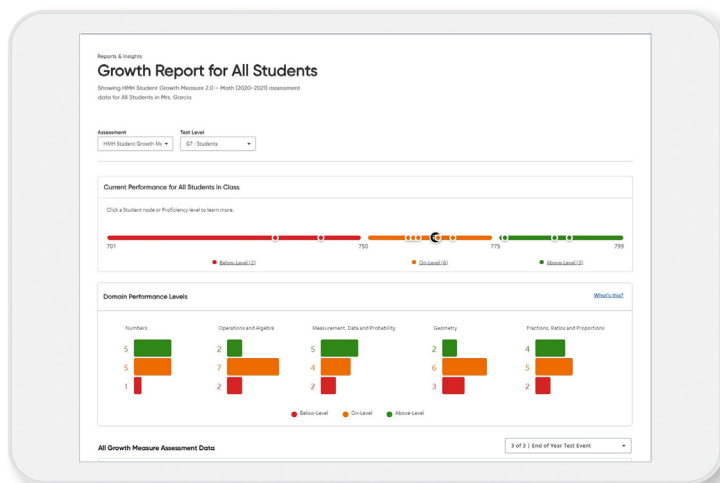 Reports & Insights
Growth Report for All Students
Showing HMH Student Growth Measure 2.0 – Math (2020-2021) assessment
data for All Students in Mrs. Garcia
Assessment Test Level
HMH Student Growth Me G7 - Students
Current Performance for All Students in Class
Click a Student node or Proficiency level to learn more.
701 750 775 799
Below-Level (2) On-Level (6) Above-Level (3)
Domain Performance Levels What's this?
Numbers Operations and Algebra Measurement, Data and Probability Geometry Fractions, Ratios and Proportions
5 2 5 2 4
5 7 4 6 5
1 2 2 3 2
Below-Level On-Level Above-Level
All Growth Measure Assessment Data 3 of 3 | End of Year Test Event